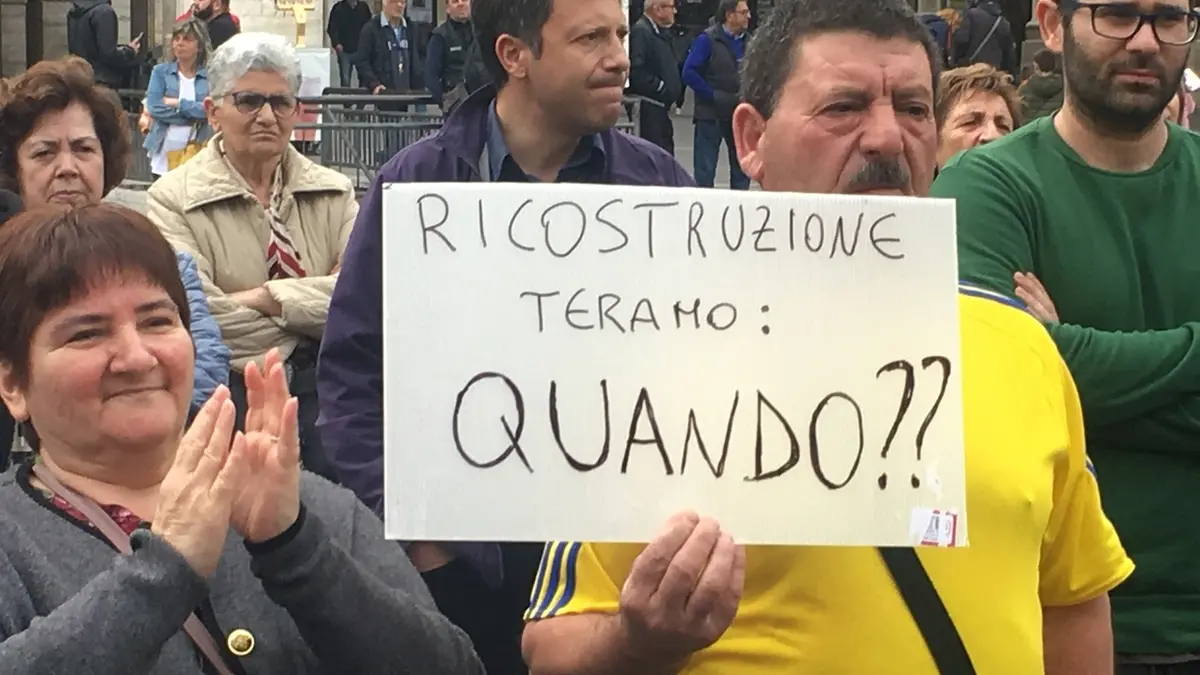 RICOSTRUZIONE
TERAMO:
QUANDO??